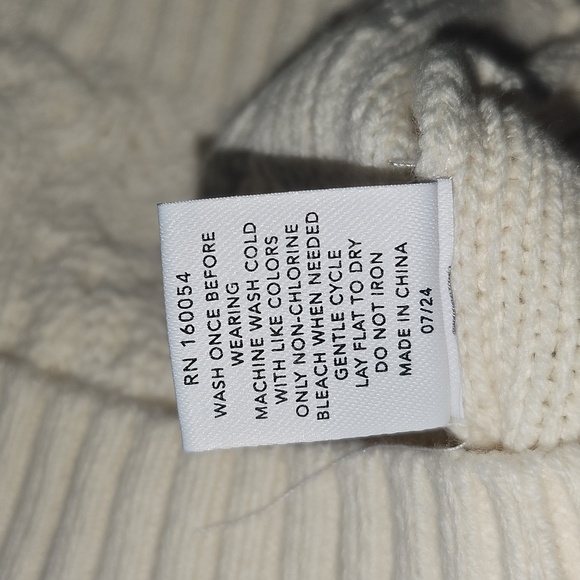 RN 160054
WASH ONCE BEFORE
WEARING
MACHINE WASH COLD
WITH LIKE COLORS
ONLY NON-CHLORINE
BLEACH WHEN NEEDED
GENTLE CYCLE
LAY FLAT TO DRY
DO NOT IRON
MADE IN CHINA
07/24